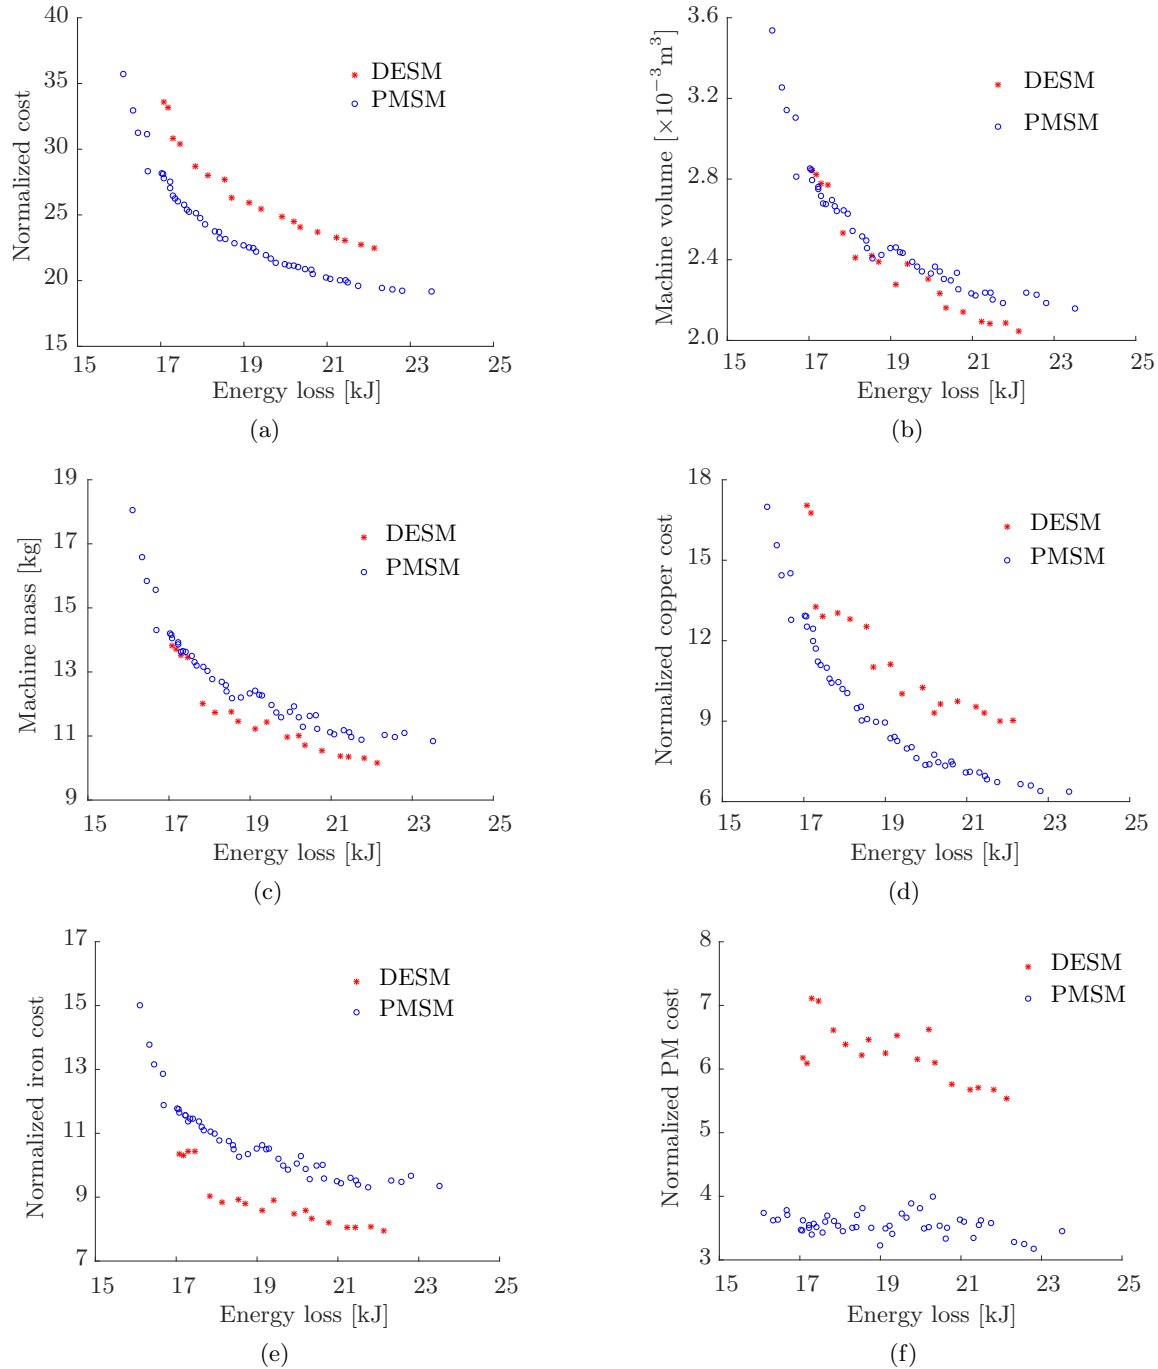 40
35
30
25
20
15
15 17 19 21 23 25
Normalized cost
Energy loss [kJ]
DESM
PMSM
(a)
3.6
3.2
2.8
2.4
2.0
15 17 19 21 23 25
Machine volume [×10⁻³m³]
Energy loss [kJ]
DESM
PMSM
(b)
19
17
15
13
11
9
15 17 19 21 23 25
Machine mass [kg]
Energy loss [kJ]
DESM
PMSM
(c)
18
15
12
9
6
15 17 19 21 23 25
Normalized copper cost
Energy loss [kJ]
DESM
PMSM
(d)
17
15
13
11
9
7
15 17 19 21 23 25
Normalized iron cost
Energy loss [kJ]
DESM
PMSM
(e)
8
7
6
5
4
3
15 17 19 21 23 25
Normalized PM cost
Energy loss [kJ]
DESM
PMSM
(f)